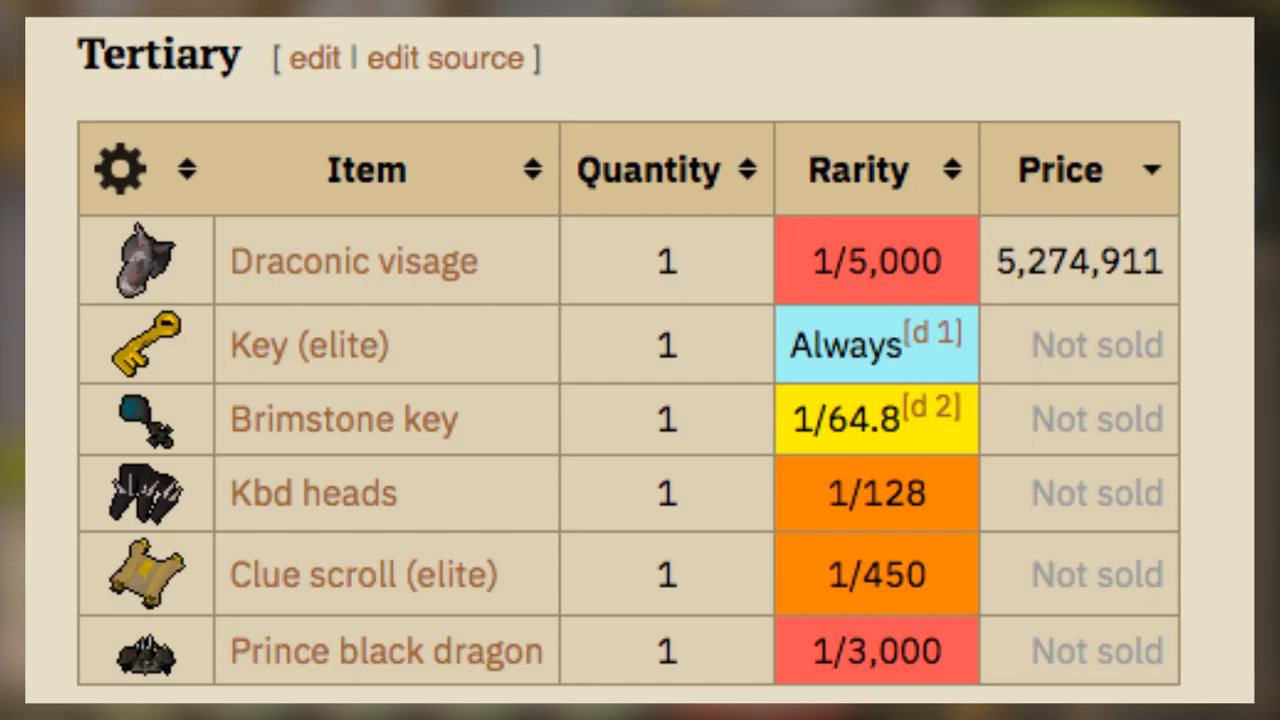 Tertiary [ edit | edit source ]
Item Quantity Rarity Price
Draconic visage 1 1/5,000 5,274,911
Key (elite) 1 Always[d 1] Not sold
Brimstone key 1 1/64.8[d 2] Not sold
Kbd heads 1 1/128 Not sold
Clue scroll (elite) 1 1/450 Not sold
Prince black dragon 1 1/3,000 Not sold